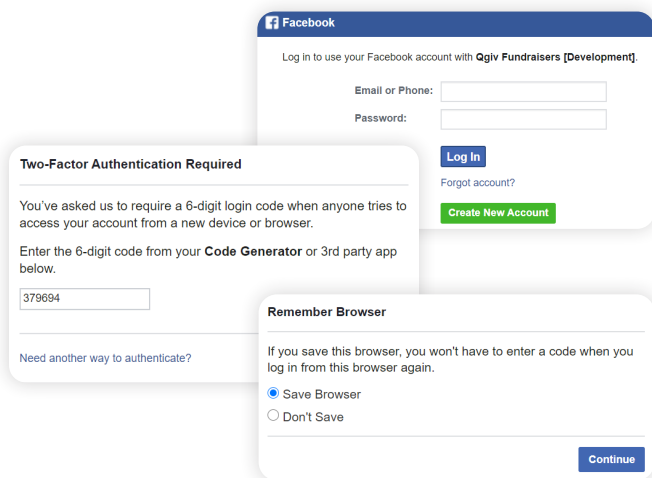 Facebook
Log in to use your Facebook account with Qgiv Fundraisers [Development].
Email or Phone:
Password:
Log In
Forgot account?
Create New Account
Two-Factor Authentication Required
You've asked us to require a 6-digit login code when anyone tries to
access your account from a new device or browser.
Enter the 6-digit code from your Code Generator or 3rd party app
below.
379694
Need another way to authenticate?
Remember Browser
If you save this browser, you won't have to enter a code when you
log in from this browser again.
Save Browser
Don't Save
Continue